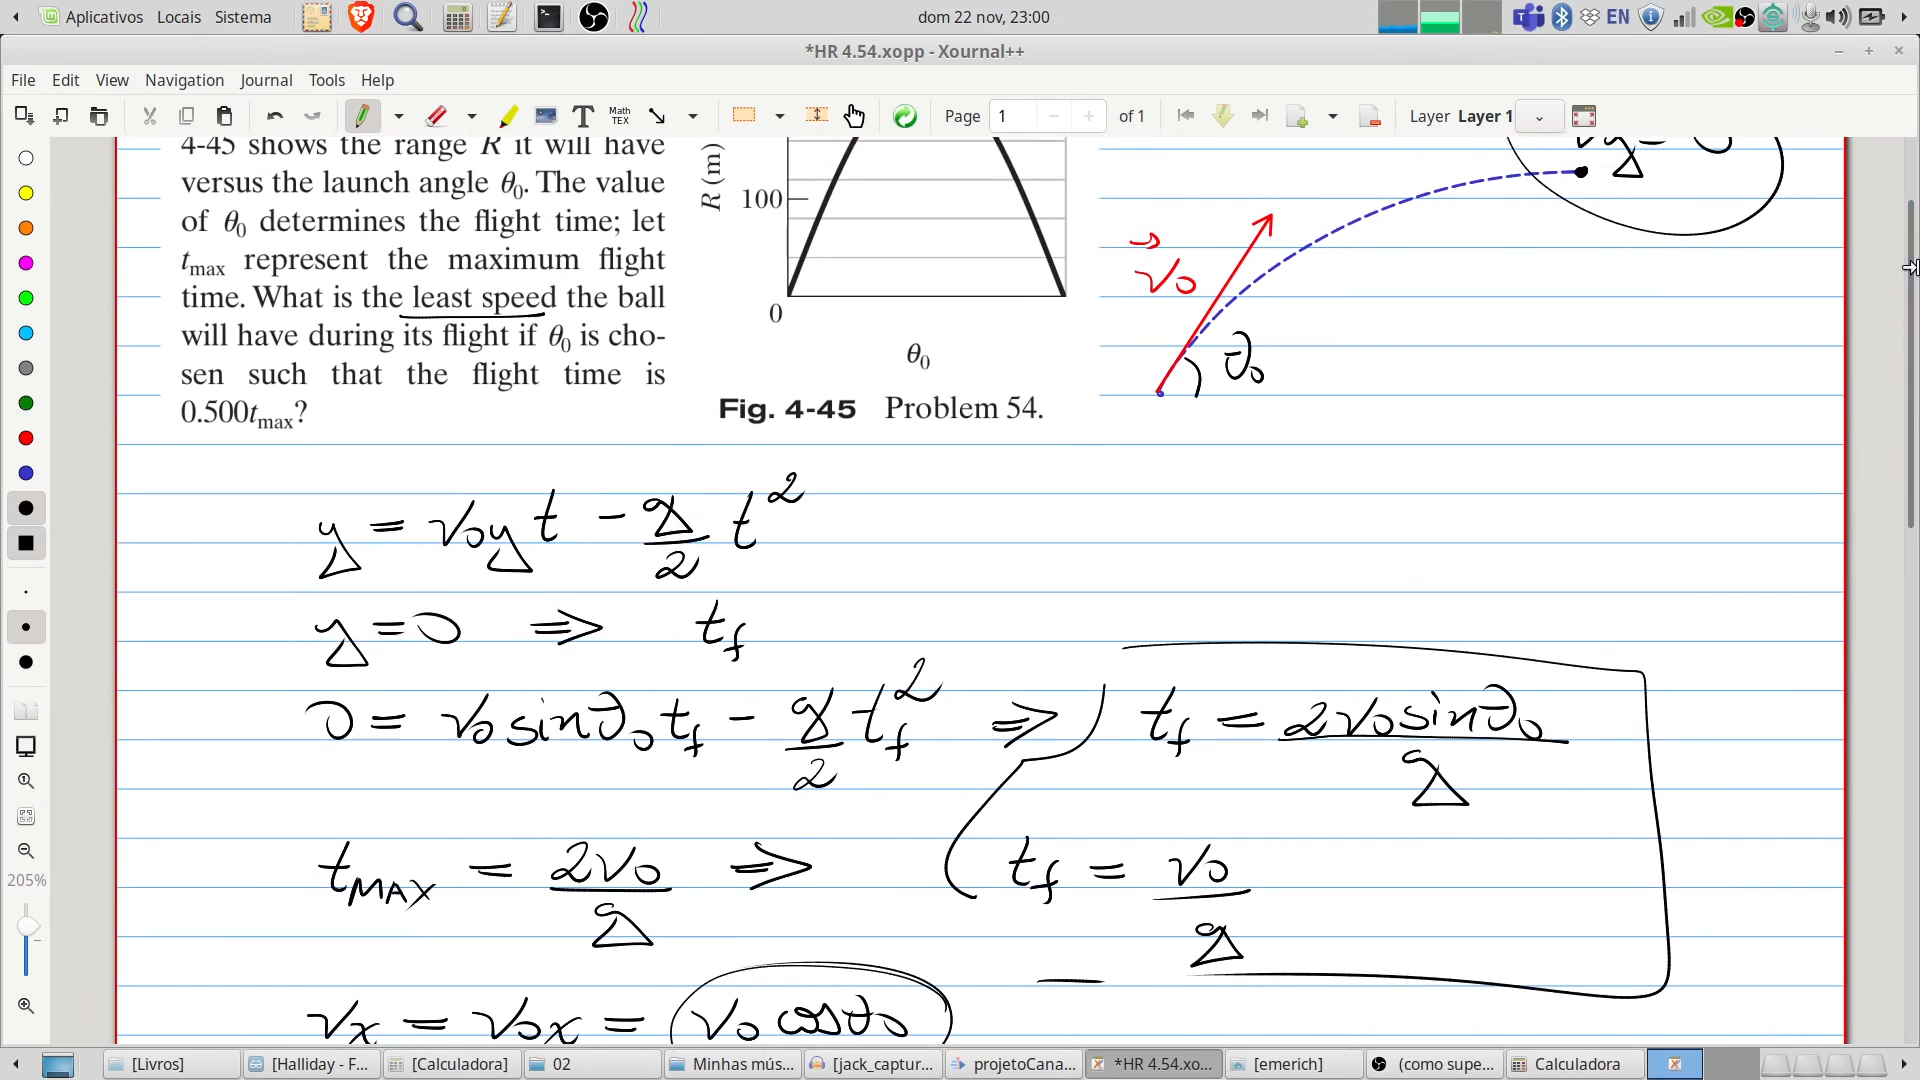 Aplicativos Locais Sistema dom 22 nov, 23:00 EN
*HR 4.54.xopp - Xournal++
File Edit View Navigation Journal Tools Help
Math TEX Page 1 of 1 Layer Layer 1
4-45 shows the range R it will have
versus the launch angle θ₀. The value
of θ₀ determines the flight time; let
tmax represent the maximum flight
time. What is the least speed the ball
will have during its flight if θ₀ is cho-
sen such that the flight time is
0.500tmax?
R (m)
100
0
θ₀
Fig. 4-45 Problem 54.
vy = 0
v₀
θ₀
y = v₀y t - g/2 t²
y = 0 ⇒ tf
0 = v₀ sinθ₀ tf - g/2 tf² ⇒ tf = 2v₀sinθ₀/g
tMAX = 2v₀/g ⇒ tf = v₀/g
vx = v₀x = v₀ cosθ₀
205%
[Livros] [Halliday - F... [Calculadora] 02 Minhas mús... [jack_captur... projetoCana... *HR 4.54.xo... [emerich] (como supe... Calculadora